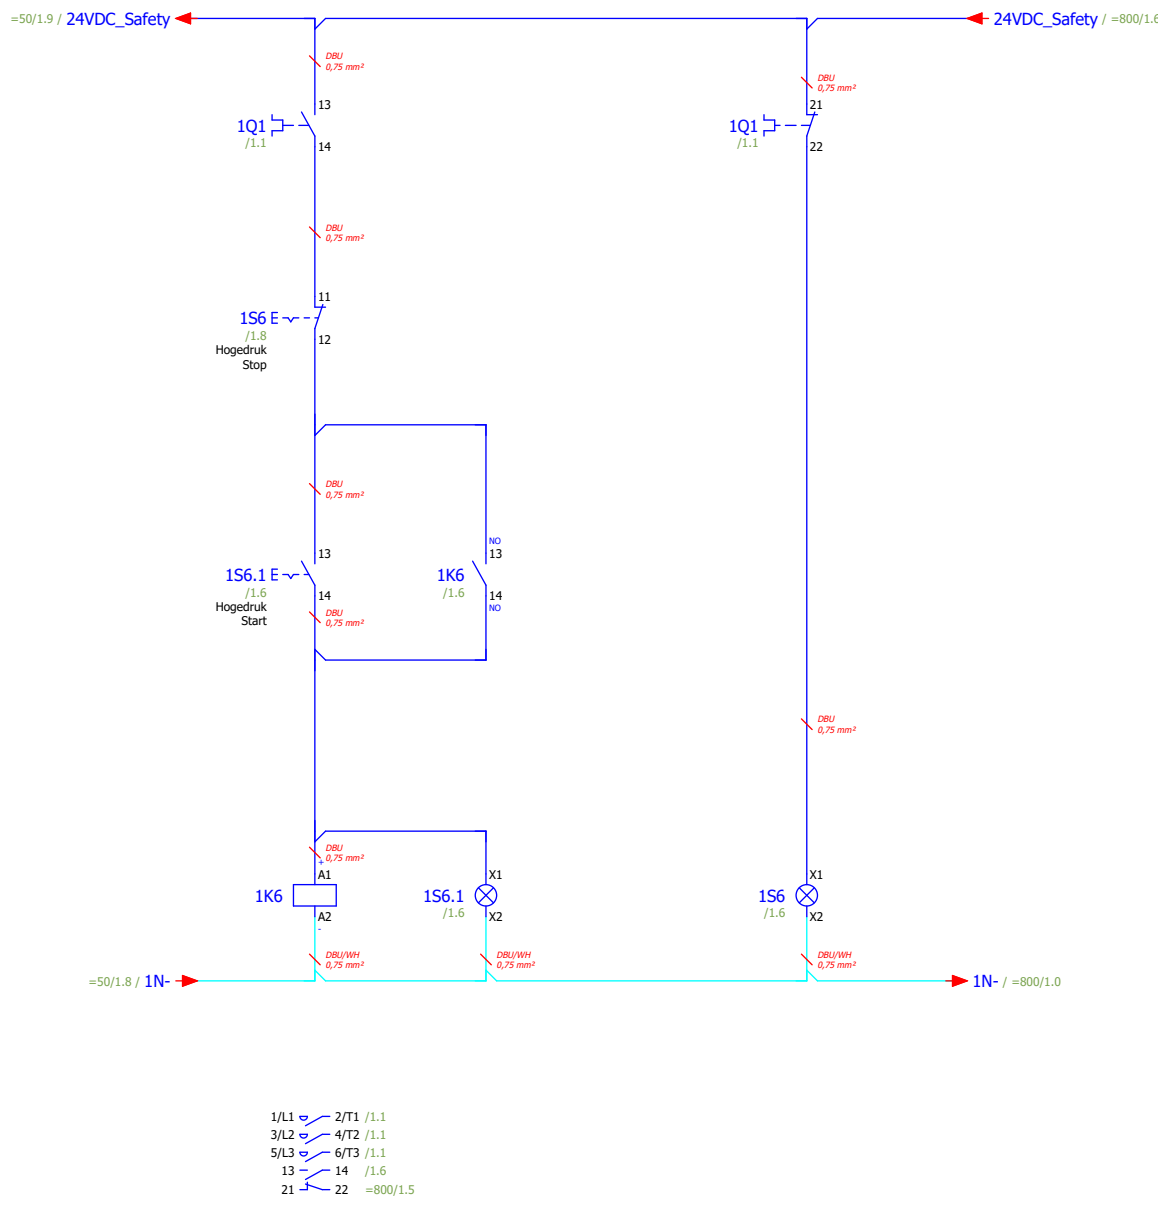 =50/1.9 / 24VDC_Safety
24VDC_Safety / =800/1.6
DBU
0,75 mm²
DBU
0,75 mm²
13
1Q1
/1.1
14
21
1Q1
/1.1
22
DBU
0,75 mm²
11
1S6
/1.8
12
Hogedruk
Stop
DBU
0,75 mm²
13
1S6.1
/1.6
14
Hogedruk
Start
DBU
0,75 mm²
NO
13
1K6
/1.6
14
NO
DBU
0,75 mm²
DBU
0,75 mm²
+
A1
1K6
A2
-
X1
1S6.1
/1.6
X2
X1
1S6
/1.6
X2
DBU/WH
0,75 mm²
DBU/WH
0,75 mm²
DBU/WH
0,75 mm²
=50/1.8 / 1N-
1N- / =800/1.0
1/L1 2/T1 /1.1
3/L2 4/T2 /1.1
5/L3 6/T3 /1.1
13 14 /1.6
21 22 =800/1.5